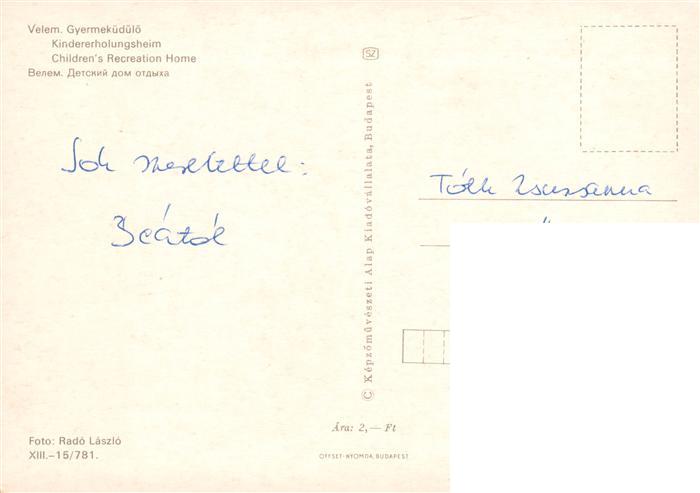 Velem. Gyermeküdülő
Kindererholungsheim
Children's Recreation Home
Велем. Детский дом отдыха
SZ
Sok szeretettel:
Beától
Tóth Zsuzsanna
© Képzőművészeti Alap Kiadóvállalata, Budapest
Ára: 2,— Ft
Foto: Radó László
XIII.–15/781.
OFFSET-NYOMDA, BUDAPEST